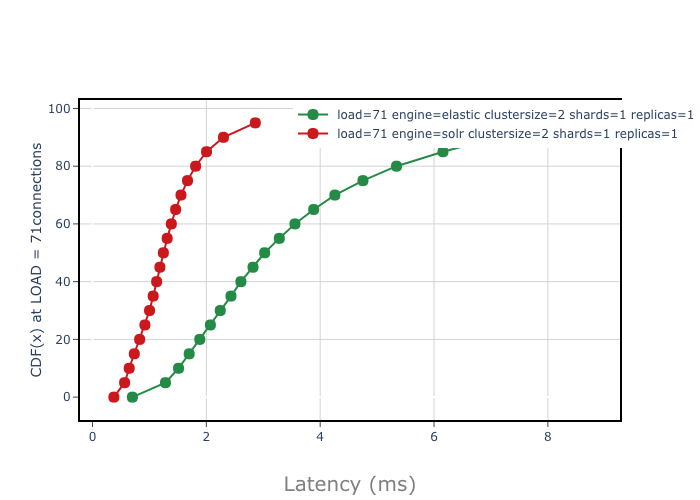 load=71 engine=elastic clustersize=2 shards=1 replicas=1
load=71 engine=solr clustersize=2 shards=1 replicas=1
CDF(x) at LOAD = 71connections
100
80
60
40
20
0
0 2 4 6 8
Latency (ms)